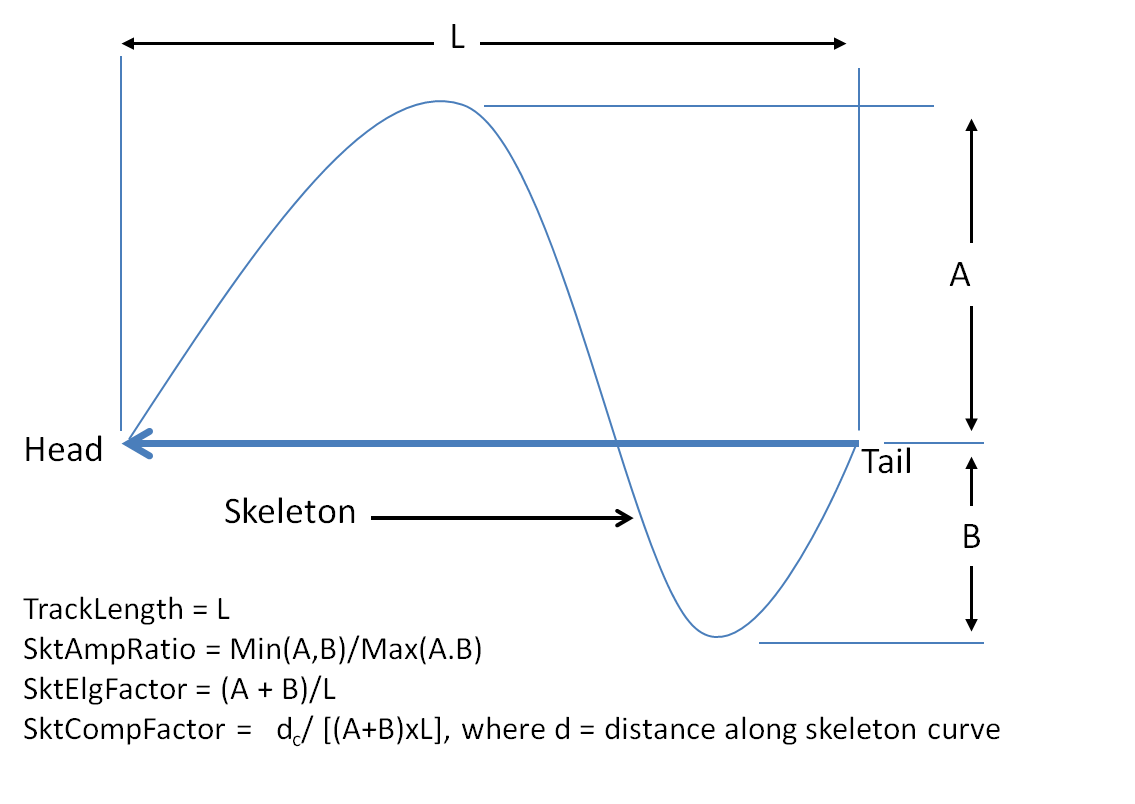 L
A
Head
Tail
Skeleton
B
TrackLength = L
SktAmpRatio = Min(A,B)/Max(A.B)
SktElgFactor = (A + B)/L
SktCompFactor = dc/ [(A+B)xL], where d = distance along skeleton curve